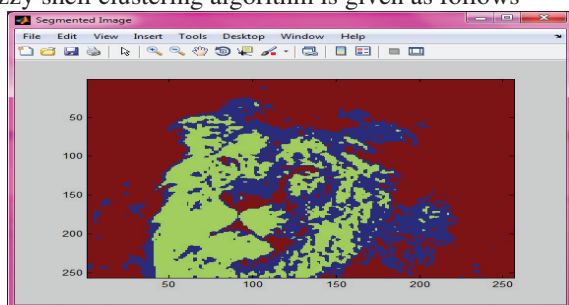 zzy shell clustering algorithm is given as follows
Segmented Image
File Edit View Insert Tools Desktop Window Help
50
100
150
200
250
50 100 150 200 250